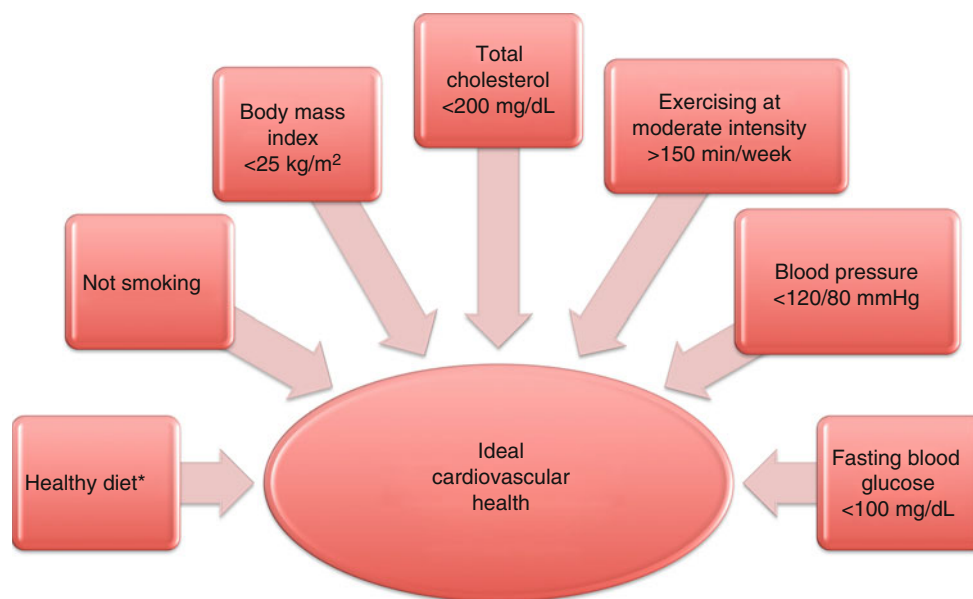 Total
cholesterol
<200 mg/dL
Body mass
index
<25 kg/m²
Exercising at
moderate intensity
>150 min/week
Not smoking
Blood pressure
<120/80 mmHg
Healthy diet*
Ideal
cardiovascular
health
Fasting blood
glucose
<100 mg/dL